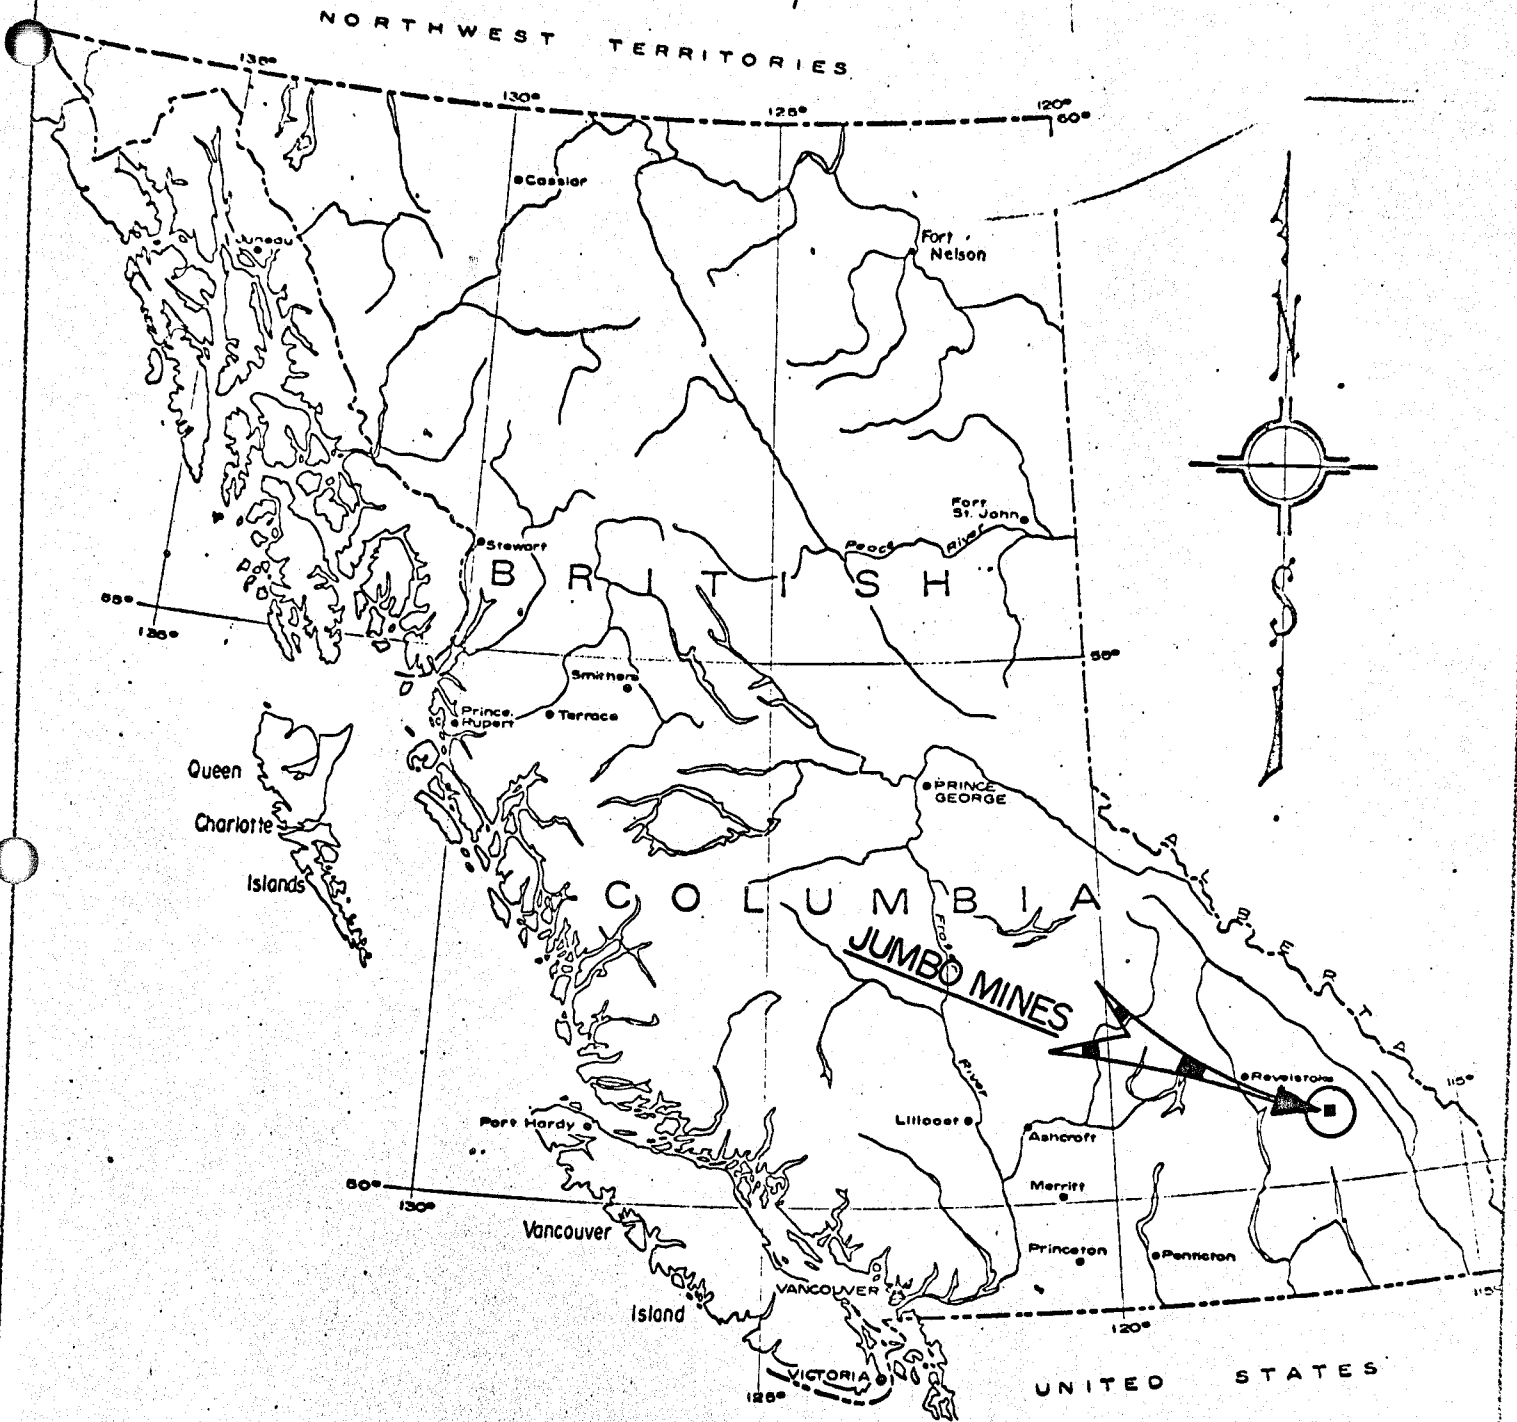 NORTHWEST TERRITORIES
135°
130°
125°
120°
60°
Cassiar
Juneau
Fort
Nelson
N
Fort
St. John
Peace River
Stewart
BRITISH
S
55°
135°
55°
Smithers
Prince
Rupert
Terrace
Queen
Charlotte
Islands
PRINCE
GEORGE
ALBERTA
COLUMBIA
JUMBO MINES
River
Revelstoke
115°
Port Hardy
Lillooet
Ashcroft
Merritt
50°
130°
Vancouver
Island
Princeton
Penticton
VANCOUVER
120°
VICTORIA
125°
UNITED STATES